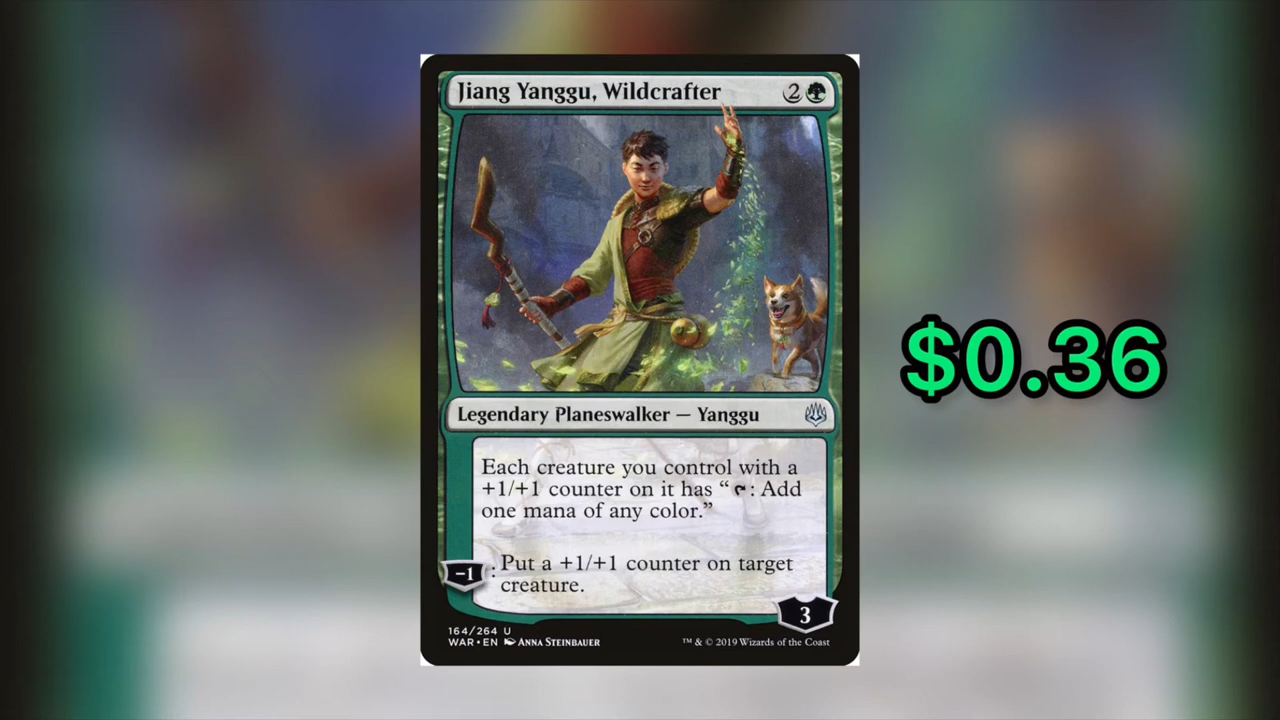 Jiang Yanggu, Wildcrafter 2
$0.36
Legendary Planeswalker — Yanggu
Each creature you control with a
+1/+1 counter on it has “ : Add
one mana of any color.”
−1 : Put a +1/+1 counter on target
creature.
3
164/264 U
WAR • EN ANNA STEINBAUER
™ & © 2019 Wizards of the Coast